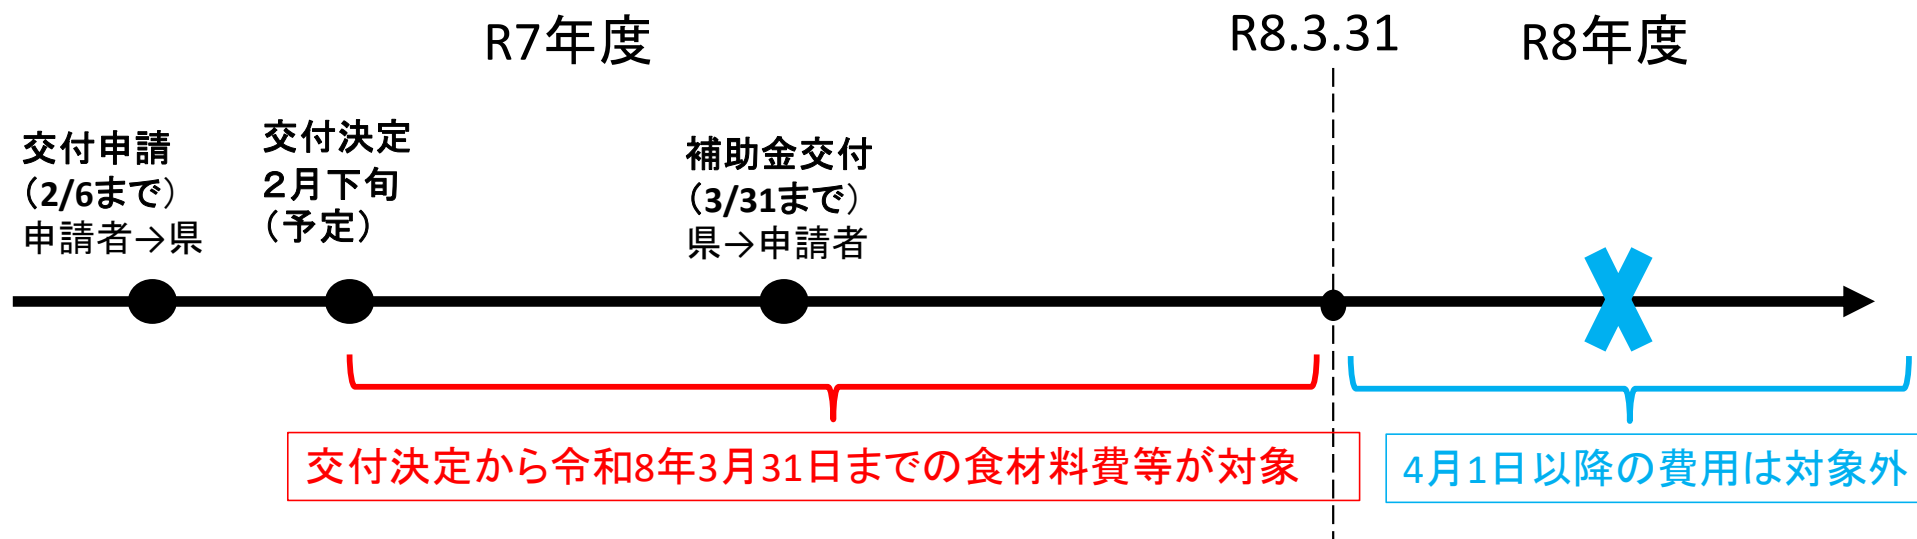 R7年度
R8.3.31
R8年度
交付申請
（2/6まで）
申請者→県
交付決定
２月下旬
（予定）
補助金交付
（3/31まで）
県→申請者
交付決定から令和8年3月31日までの食材料費等が対象
4月1日以降の費用は対象外